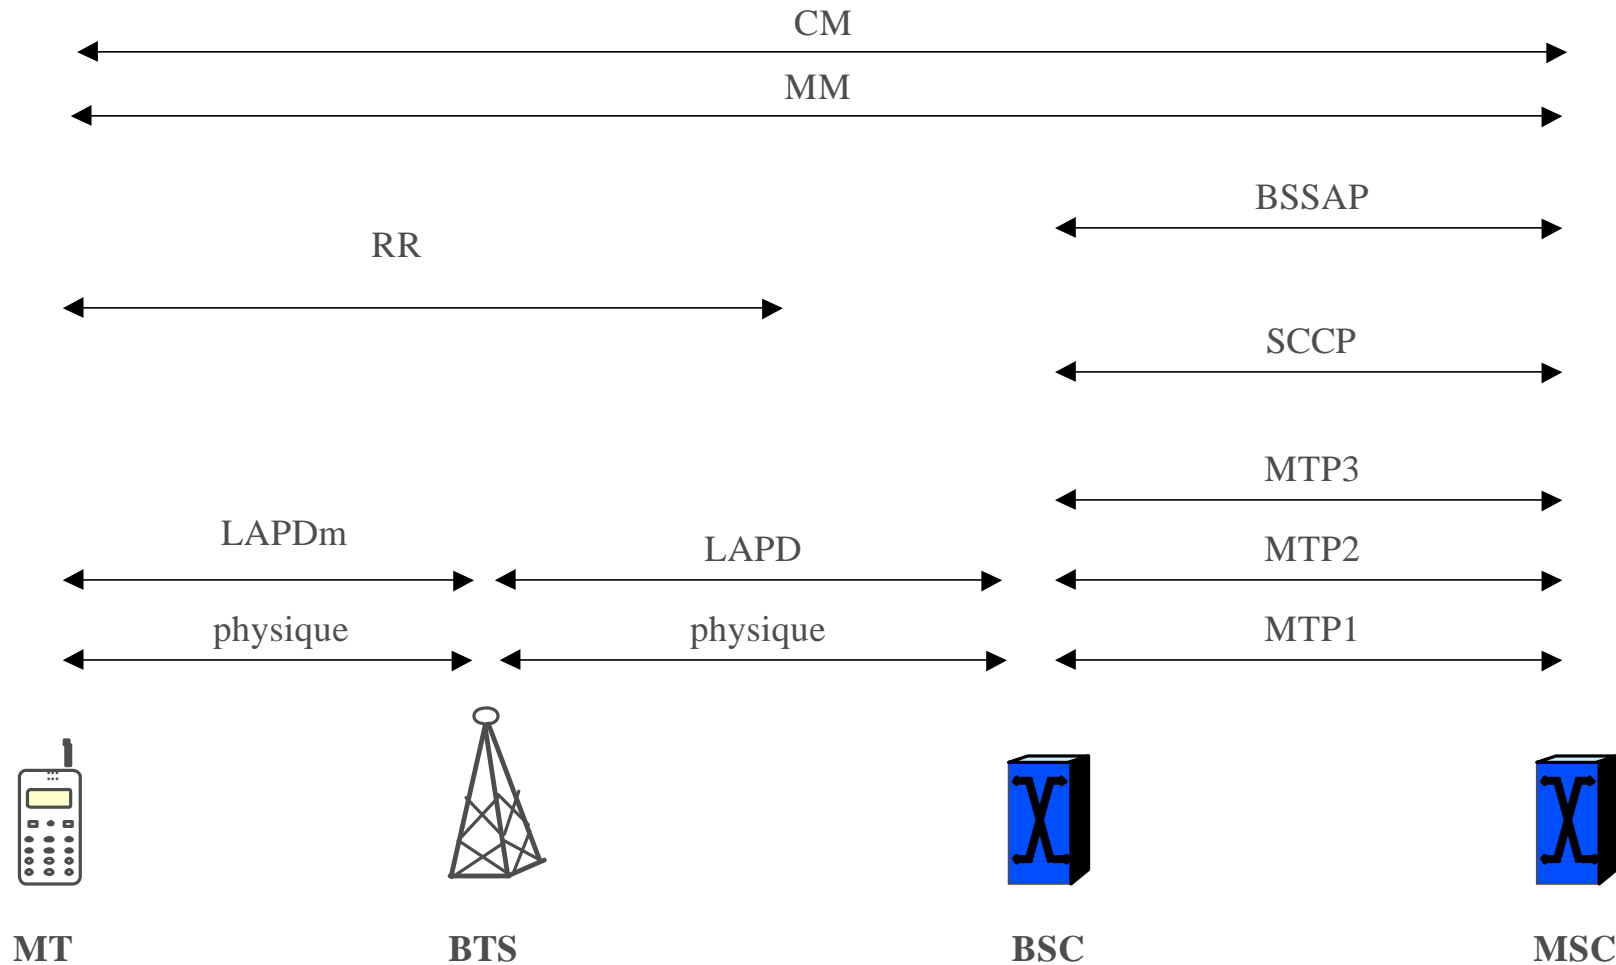 CM
MM
BSSAP
RR
SCCP
MTP3
LAPDm
LAPD
MTP2
physique
physique
MTP1
MT
BTS
BSC
MSC